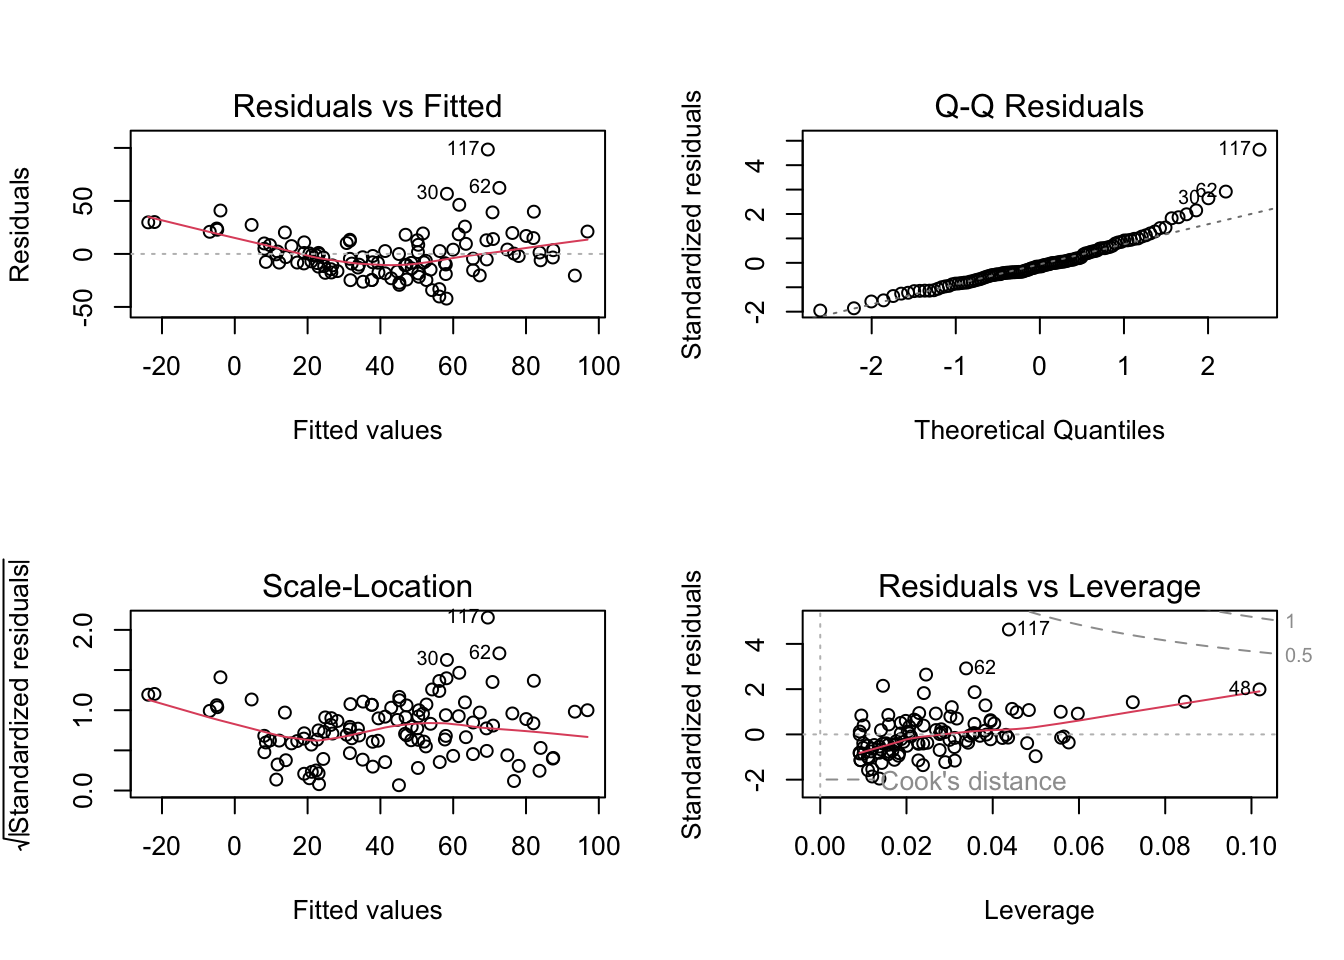 Residuals vs Fitted
Residuals
50
0
-50
117
30
62
-20 0 20 40 60 80 100
Fitted values
Q-Q Residuals
Standardized residuals
4
2
0
-2
117
62
30
-2 -1 0 1 2
Theoretical Quantiles
Scale-Location
√|Standardized residuals|
2.0
1.0
0.0
117
30
62
-20 0 20 40 60 80 100
Fitted values
Residuals vs Leverage
Standardized residuals
4
2
0
-2
117
62
48
1
0.5
Cook's distance
0.00 0.02 0.04 0.06 0.08 0.10
Leverage